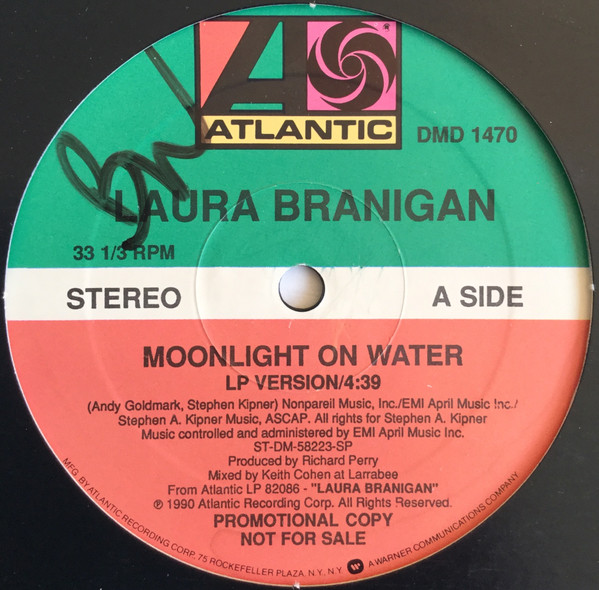 ATLANTIC
DMD 1470
LAURA BRANIGAN
33 1/3 RPM
STEREO
A SIDE
MOONLIGHT ON WATER
LP VERSION/4:39
(Andy Goldmark, Stephen Kipner) Nonpareil Music, Inc./EMI April Music Inc./
Stephen A. Kipner Music, ASCAP. All rights for Stephen A. Kipner
Music controlled and administered by EMI April Music Inc.
ST-DM-58223-SP
Produced by Richard Perry
Mixed by Keith Cohen at Larrabee
From Atlantic LP 82086 - "LAURA BRANIGAN"
℗ 1990 Atlantic Recording Corp. All Rights Reserved.
PROMOTIONAL COPY
NOT FOR SALE
MFG. BY ATLANTIC RECORDING CORP. 75 ROCKEFELLER PLAZA. N.Y., N.Y. A WARNER COMMUNICATIONS COMPANY